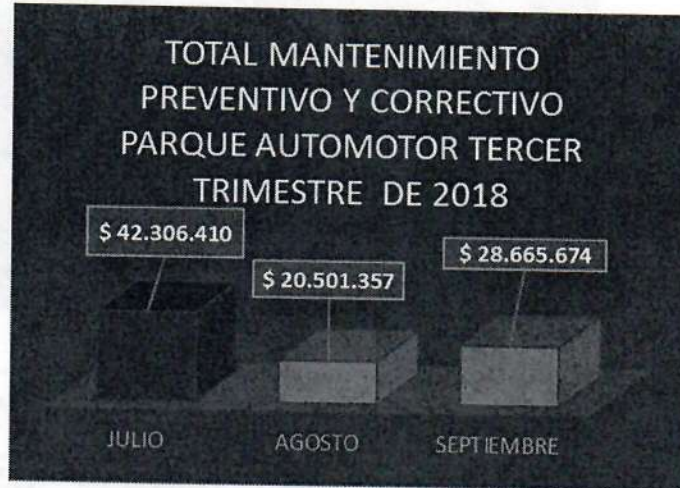 TOTAL MANTENIMIENTO
PREVENTIVO Y CORRECTIVO
PARQUE AUTOMOTOR TERCER
TRIMESTRE DE 2018
$ 42.306.410
$ 20.501.357
$ 28.665.674
JULIO
AGOSTO
SEPTIEMBRE